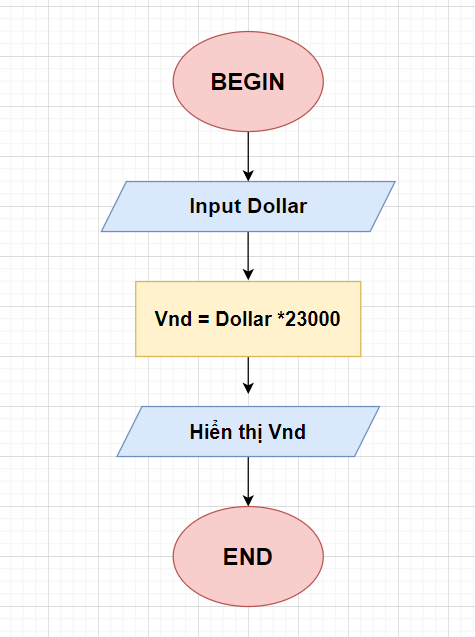 BEGIN
Input Dollar
Vnd = Dollar *23000
Hiển thị Vnd
END